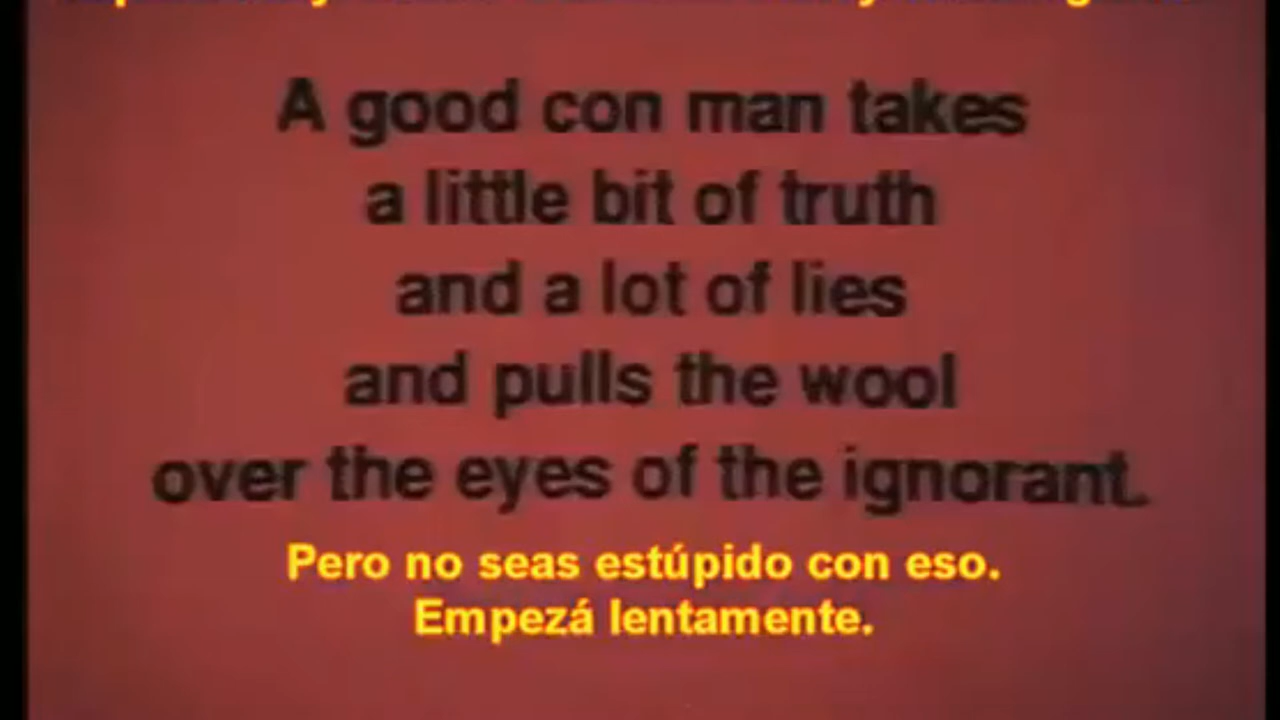 A good con man takes
a little bit of truth
and a lot of lies
and pulls the wool
over the eyes of the ignorant.
Pero no seas estúpido con eso.
Empezá lentamente.